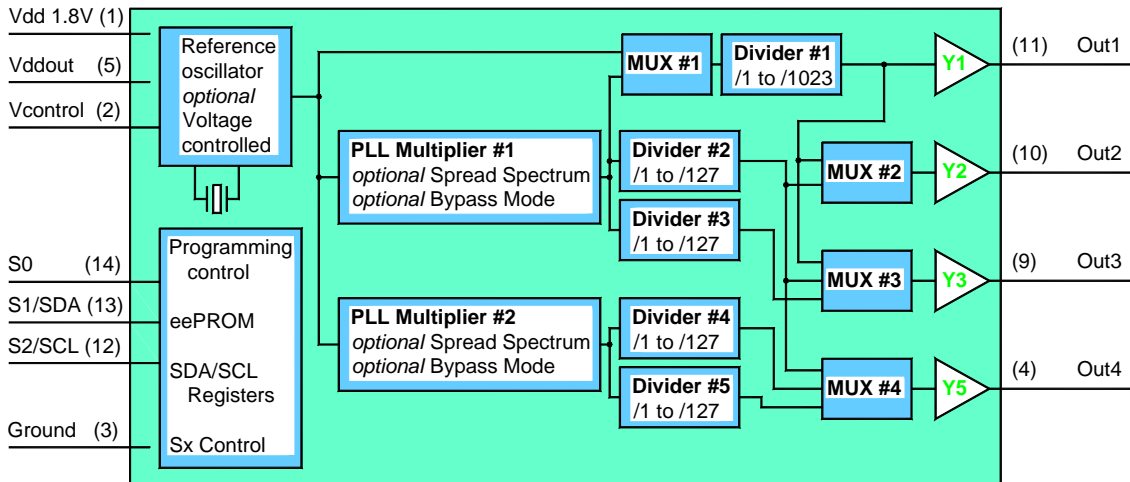 Vdd 1.8V (1)
Vddout (5)
Vcontrol (2)
Reference
oscillator
optional
Voltage
controlled
S0 (14)
S1/SDA (13)
S2/SCL (12)
Ground (3)
Programming
control
eePROM
SDA/SCL
Registers
Sx Control
PLL Multiplier #1
optional Spread Spectrum
optional Bypass Mode
PLL Multiplier #2
optional Spread Spectrum
optional Bypass Mode
MUX #1
Divider #1
/1 to /1023
Divider #2
/1 to /127
Divider #3
/1 to /127
Divider #4
/1 to /127
Divider #5
/1 to /127
MUX #2
MUX #3
MUX #4
Y1
Y2
Y3
Y5
(11) Out1
(10) Out2
(9) Out3
(4) Out4